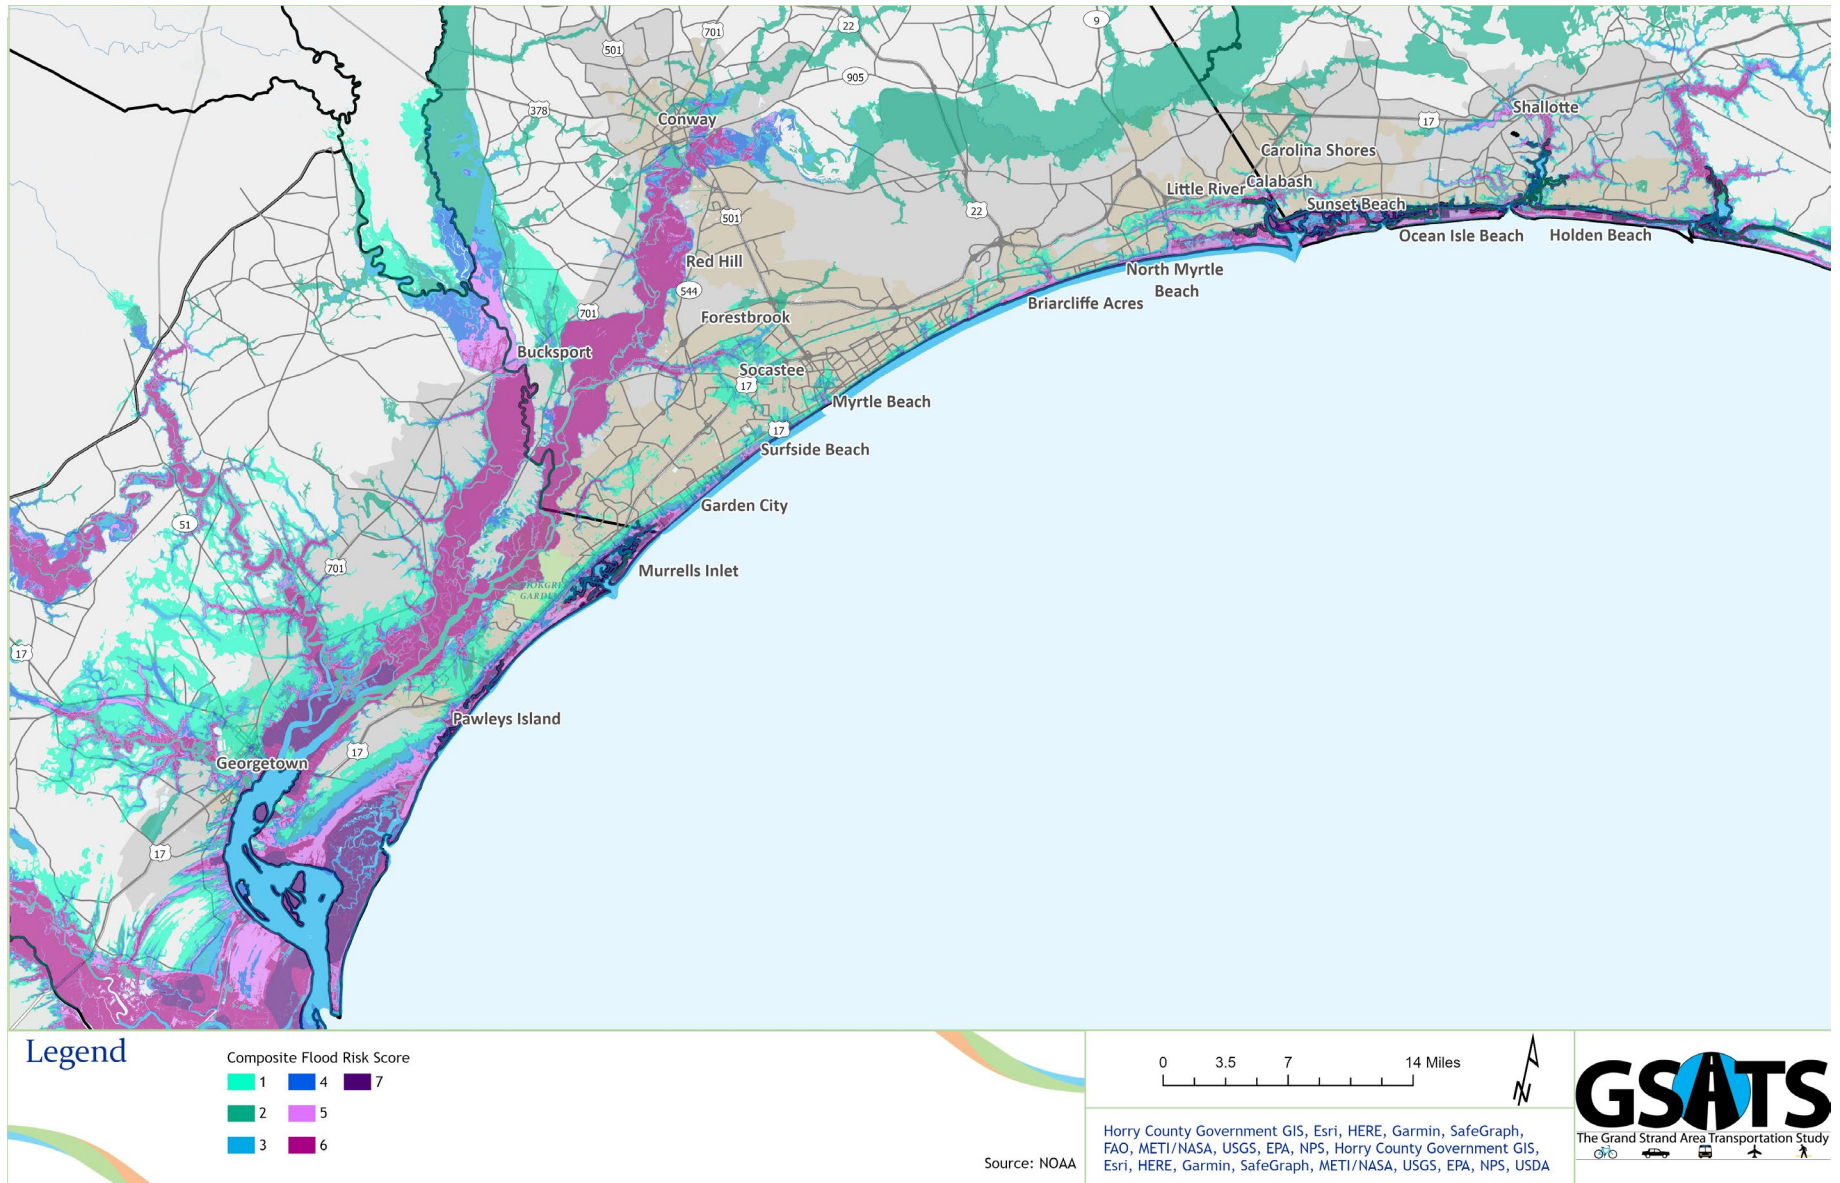 701
22
9
501
905
378
Conway
Shallotte
17
Carolina Shores
Little River
Calabash
Sunset Beach
501
22
Ocean Isle Beach
Holden Beach
Red Hill
North Myrtle
Beach
544
Briarcliffe Acres
701
Forestbrook
Bucksport
Socastee
17
Myrtle Beach
17
Surfside Beach
Garden City
51
701
Murrells Inlet
17
Pawleys Island
17
Georgetown
17
Legend
Composite Flood Risk Score
1
4
7
2
5
3
6
Source: NOAA
0
3.5
7
14 Miles
N
Horry County Government GIS, Esri, HERE, Garmin, SafeGraph,
FAO, METI/NASA, USGS, EPA, NPS, Horry County Government GIS,
Esri, HERE, Garmin, SafeGraph, METI/NASA, USGS, EPA, NPS, USDA
GSATS
The Grand Strand Area Transportation Study